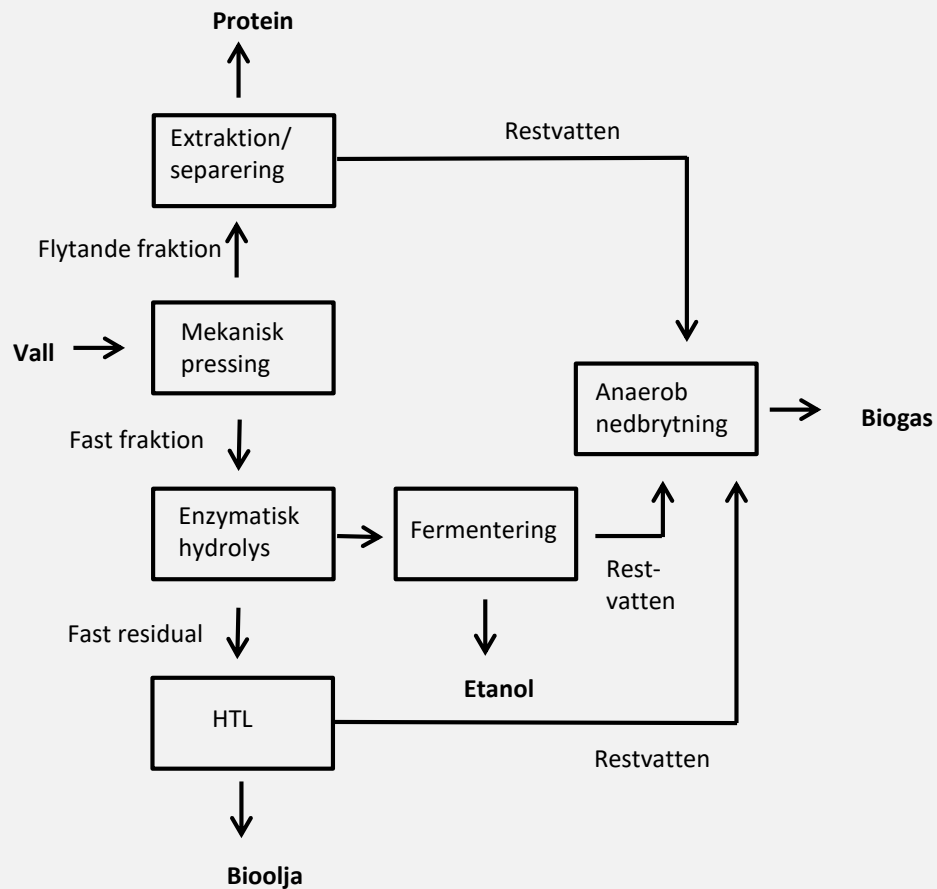 Protein
Extraktion/
separering
Restvatten
Flytande fraktion
Vall
Mekanisk
pressing
Anaerob
nedbrytning
Biogas
Fast fraktion
Enzymatisk
hydrolys
Fermentering
Rest-
vatten
Fast residual
Etanol
HTL
Restvatten
Bioolja